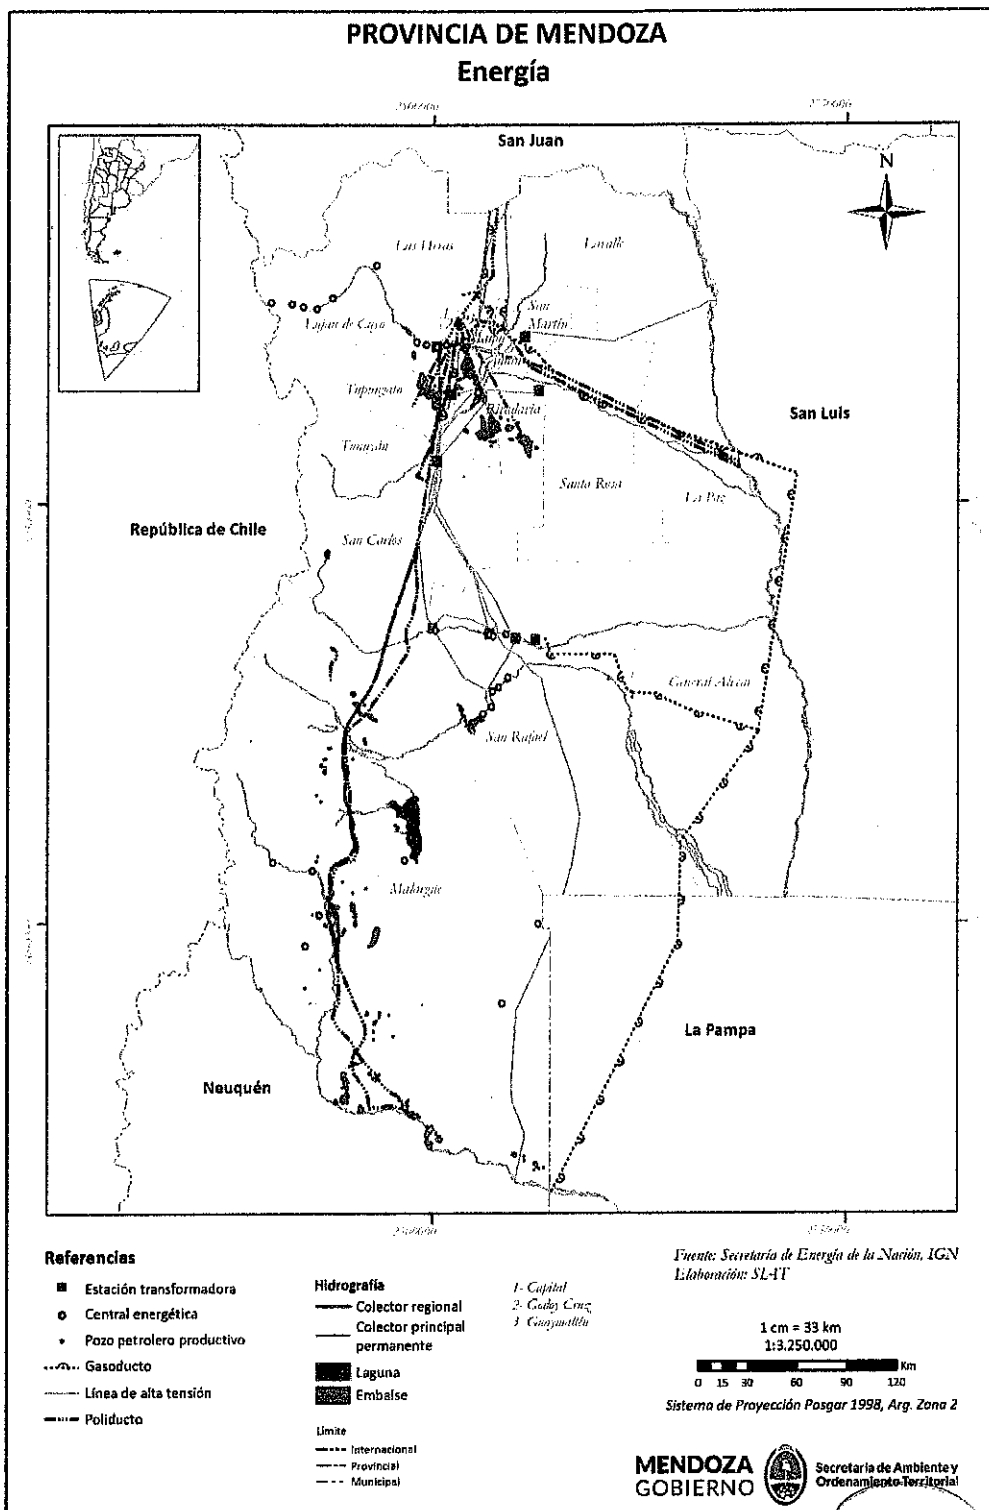 PROVINCIA DE MENDOZA
Energía
San Juan
N
Las Heras
Lavalle
Luján de Cuyo
San
Martín
Maipú
Junín
Tupungato
Rivadavia
San Luis
Tunuyán
Santa Rosa
La Paz
República de Chile
San Carlos
General Alvear
San Rafael
Malargüe
La Pampa
Neuquén
Referencias
Estación transformadora
Central energética
Pozo petrolero productivo
Gasoducto
Línea de alta tensión
Poliducto
Hidrografía
Colector regional
Colector principal
permanente
Laguna
Embalse
Límite
Internacional
Provincial
Municipal
1- Capital
2- Godoy Cruz
3- Guaymallén
Fuente: Secretaría de Energía de la Nación, IGN
Elaboración: SLAT
1 cm = 33 km
1:3.250.000
Km
0 15 30 60 90 120
Sistema de Proyección Posgar 1998, Arg. Zona 2
MENDOZA
GOBIERNO
Secretaría de Ambiente y
Ordenamiento Territorial